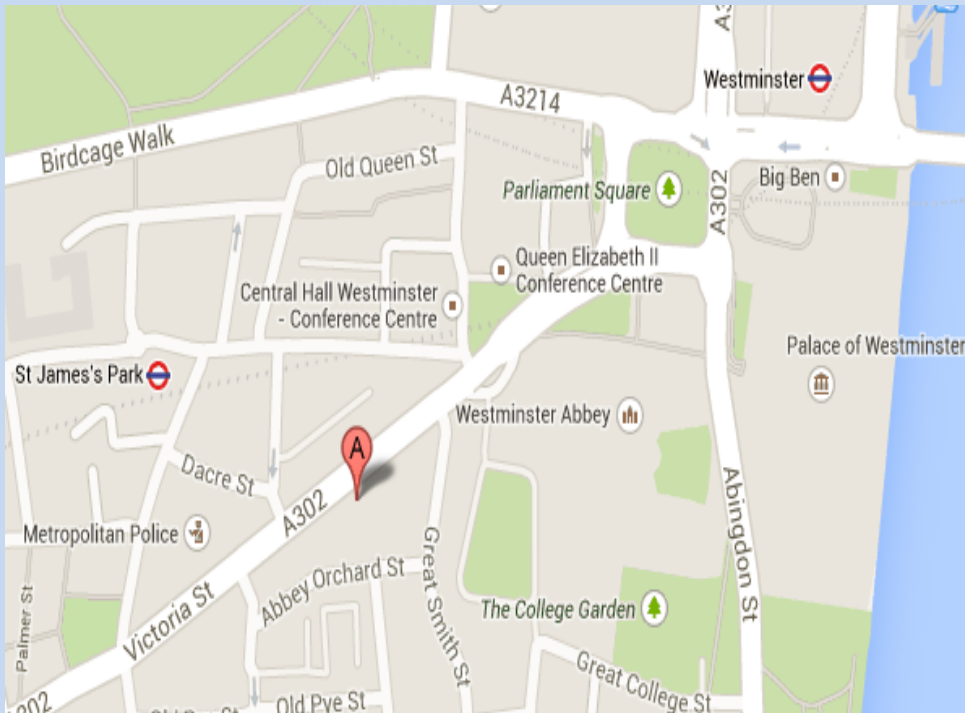 A3
Westminster
A3214
Birdcage Walk
Old Queen St
Parliament Square
Big Ben
A302
Queen Elizabeth II
Conference Centre
Central Hall Westminster
- Conference Centre
Palace of Westminster
St James's Park
Westminster Abbey
A
Dacre St
A302
Metropolitan Police
Abingdon St
Great Smith St
Abbey Orchard St
Victoria St
Palmer St
The College Garden
Great College St
Old Pye St
302